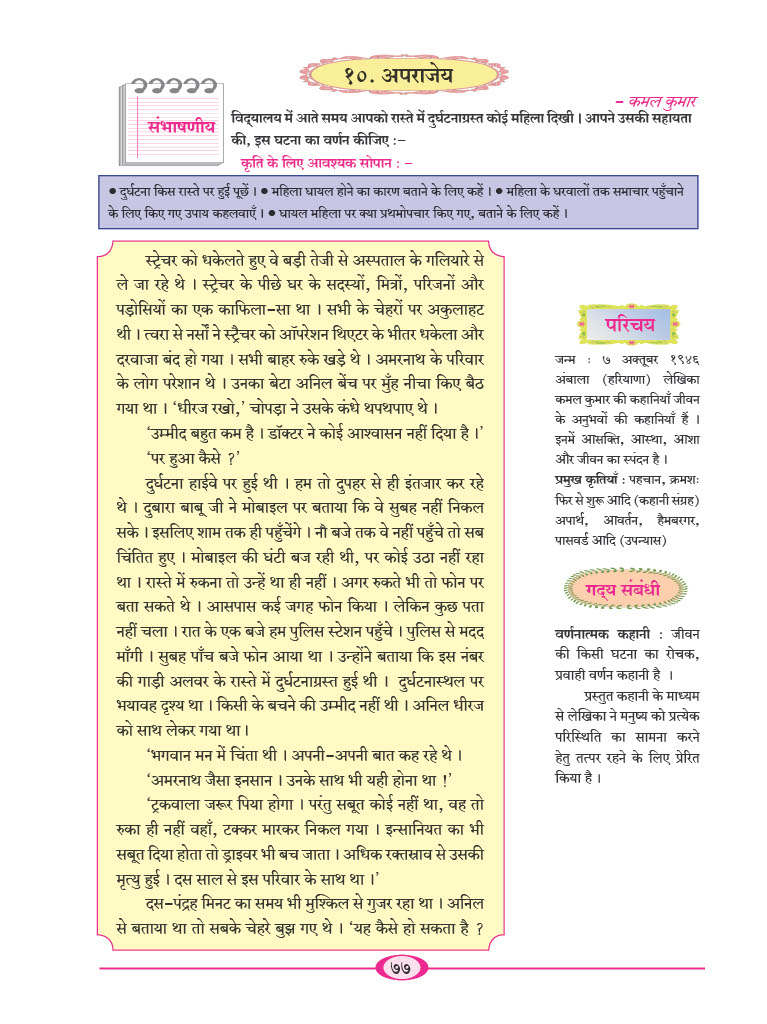 १०. अपराजेय
– कमल कुमार
संभाषणीय
विद्यालय में आते समय आपको रास्ते में दुर्घटनाग्रस्त कोई महिला दिखी । आपने उसकी सहायता
की, इस घटना का वर्णन कीजिए :–
कृति के लिए आवश्यक सोपान : –
● दुर्घटना किस रास्ते पर हुई पूछें । ● महिला घायल होने का कारण बताने के लिए कहें । ● महिला के घरवालों तक समाचार पहुँचाने
के लिए किए गए उपाय कहलवाएँ । ● घायल महिला पर क्या प्रथमोपचार किए गए, बताने के लिए कहें ।
स्ट्रेचर को धकेलते हुए वे बड़ी तेजी से अस्पताल के गलियारे से
ले जा रहे थे । स्ट्रेचर के पीछे घर के सदस्यों, मित्रों, परिजनों और
पड़ोसियों का एक काफिला-सा था । सभी के चेहरों पर अकुलाहट
थी । त्वरा से नर्सों ने स्ट्रैचर को ऑपरेशन थिएटर के भीतर धकेला और
दरवाजा बंद हो गया । सभी बाहर रुके खड़े थे । अमरनाथ के परिवार
के लोग परेशान थे । उनका बेटा अनिल बेंच पर मुँह नीचा किए बैठ
गया था । ‘धीरज रखो,’ चोपड़ा ने उसके कंधे थपथपाए थे ।
‘उम्मीद बहुत कम है । डॉक्टर ने कोई आश्वासन नहीं दिया है ।’
‘पर हुआ कैसे ?’
दुर्घटना हाईवे पर हुई थी । हम तो दुपहर से ही इंतजार कर रहे
थे । दुबारा बाबू जी ने मोबाइल पर बताया कि वे सुबह नहीं निकल
सके । इसलिए शाम तक ही पहुँचेंगे । नौ बजे तक वे नहीं पहुँचे तो सब
चिंतित हुए । मोबाइल की घंटी बज रही थी, पर कोई उठा नहीं रहा
था । रास्ते में रुकना तो उन्हें था ही नहीं । अगर रुकते भी तो फोन पर
बता सकते थे । आसपास कई जगह फोन किया । लेकिन कुछ पता
नहीं चला । रात के एक बजे हम पुलिस स्टेशन पहुँचे । पुलिस से मदद
माँगी । सुबह पाँच बजे फोन आया था । उन्होंने बताया कि इस नंबर
की गाड़ी अलवर के रास्ते में दुर्घटनाग्रस्त हुई थी । दुर्घटनास्थल पर
भयावह दृश्य था । किसी के बचने की उम्मीद नहीं थी । अनिल धीरज
को साथ लेकर गया था ।
‘भगवान मन में चिंता थी । अपनी-अपनी बात कह रहे थे ।
‘अमरनाथ जैसा इनसान । उनके साथ भी यही होना था !’
‘ट्रकवाला जरूर पिया होगा । परंतु सबूत कोई नहीं था, वह तो
रुका ही नहीं वहाँ, टक्कर मारकर निकल गया । इन्सानियत का भी
सबूत दिया होता तो ड्राइवर भी बच जाता । अधिक रक्तस्राव से उसकी
मृत्यु हुई । दस साल से इस परिवार के साथ था ।’
दस-पंद्रह मिनट का समय भी मुश्किल से गुजर रहा था । अनिल
से बताया था तो सबके चेहरे बुझ गए थे । ‘यह कैसे हो सकता है ?
परिचय
जन्म : ७ अक्तूबर १९४६
अंबाला (हरियाणा) लेखिका
कमल कुमार की कहानियाँ जीवन
के अनुभवों की कहानियाँ हैं ।
इनमें आसक्ति, आस्था, आशा
और जीवन का स्पंदन है ।
प्रमुख कृतियाँ : पहचान, क्रमशः
फिर से शुरू आदि (कहानी संग्रह)
अपार्थ, आवर्तन, हैमबरगर,
पासवर्ड आदि (उपन्यास)
गद्य संबंधी
वर्णनात्मक कहानी : जीवन
की किसी घटना का रोचक,
प्रवाही वर्णन कहानी है ।
प्रस्तुत कहानी के माध्यम
से लेखिका ने मनुष्य को प्रत्येक
परिस्थिति का सामना करने
हेतु तत्पर रहने के लिए प्रेरित
किया है ।
७७